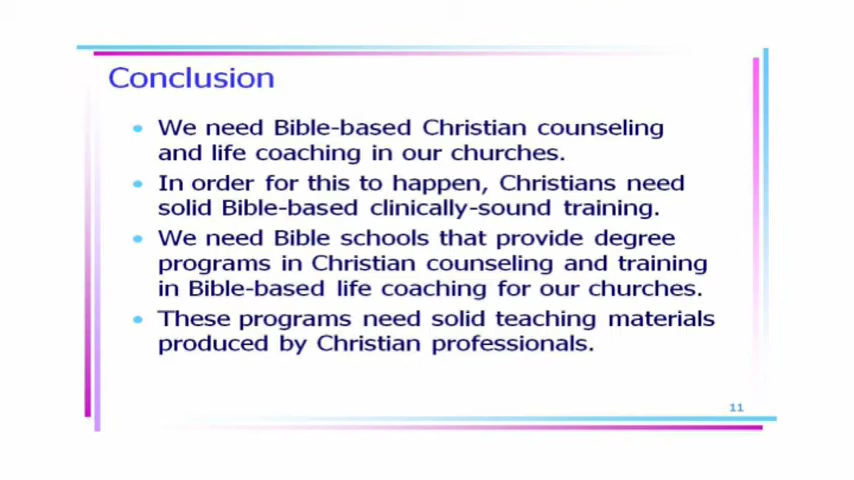 Conclusion
• We need Bible-based Christian counseling
and life coaching in our churches.
• In order for this to happen, Christians need
solid Bible-based clinically-sound training.
• We need Bible schools that provide degree
programs in Christian counseling and training
in Bible-based life coaching for our churches.
• These programs need solid teaching materials
produced by Christian professionals.
11